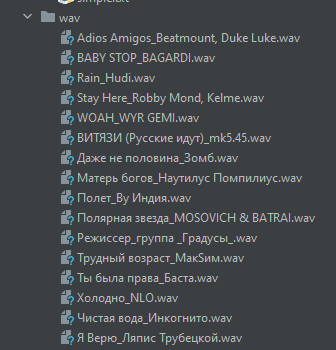 wav
Adios Amigos_Beatmount, Duke Luke.wav
BABY STOP_BAGARDI.wav
Rain_Hudi.wav
Stay Here_Robby Mond, Kelme.wav
WOAH_WYR GEMI.wav
ВИТЯЗИ (Русские идут)_mk5.45.wav
Даже не половина_Зомб.wav
Матерь богов_Наутилус Помпилиус.wav
Полет_By Индия.wav
Полярная звезда_MOSOVICH & BATRAI.wav
Режиссер_группа _Градусы_.wav
Трудный возраст_МакSим.wav
Ты была права_Баста.wav
Холодно_NLO.wav
Чистая вода_Инкогнито.wav
Я Верю_Ляпис Трубецкой.wav